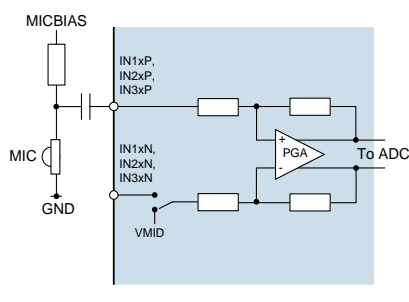 MICBIAS
IN1xP,
IN2xP,
IN3xP
+
PGA
-
To ADC
MIC
IN1xN,
IN2xN,
IN3xN
GND
VMID